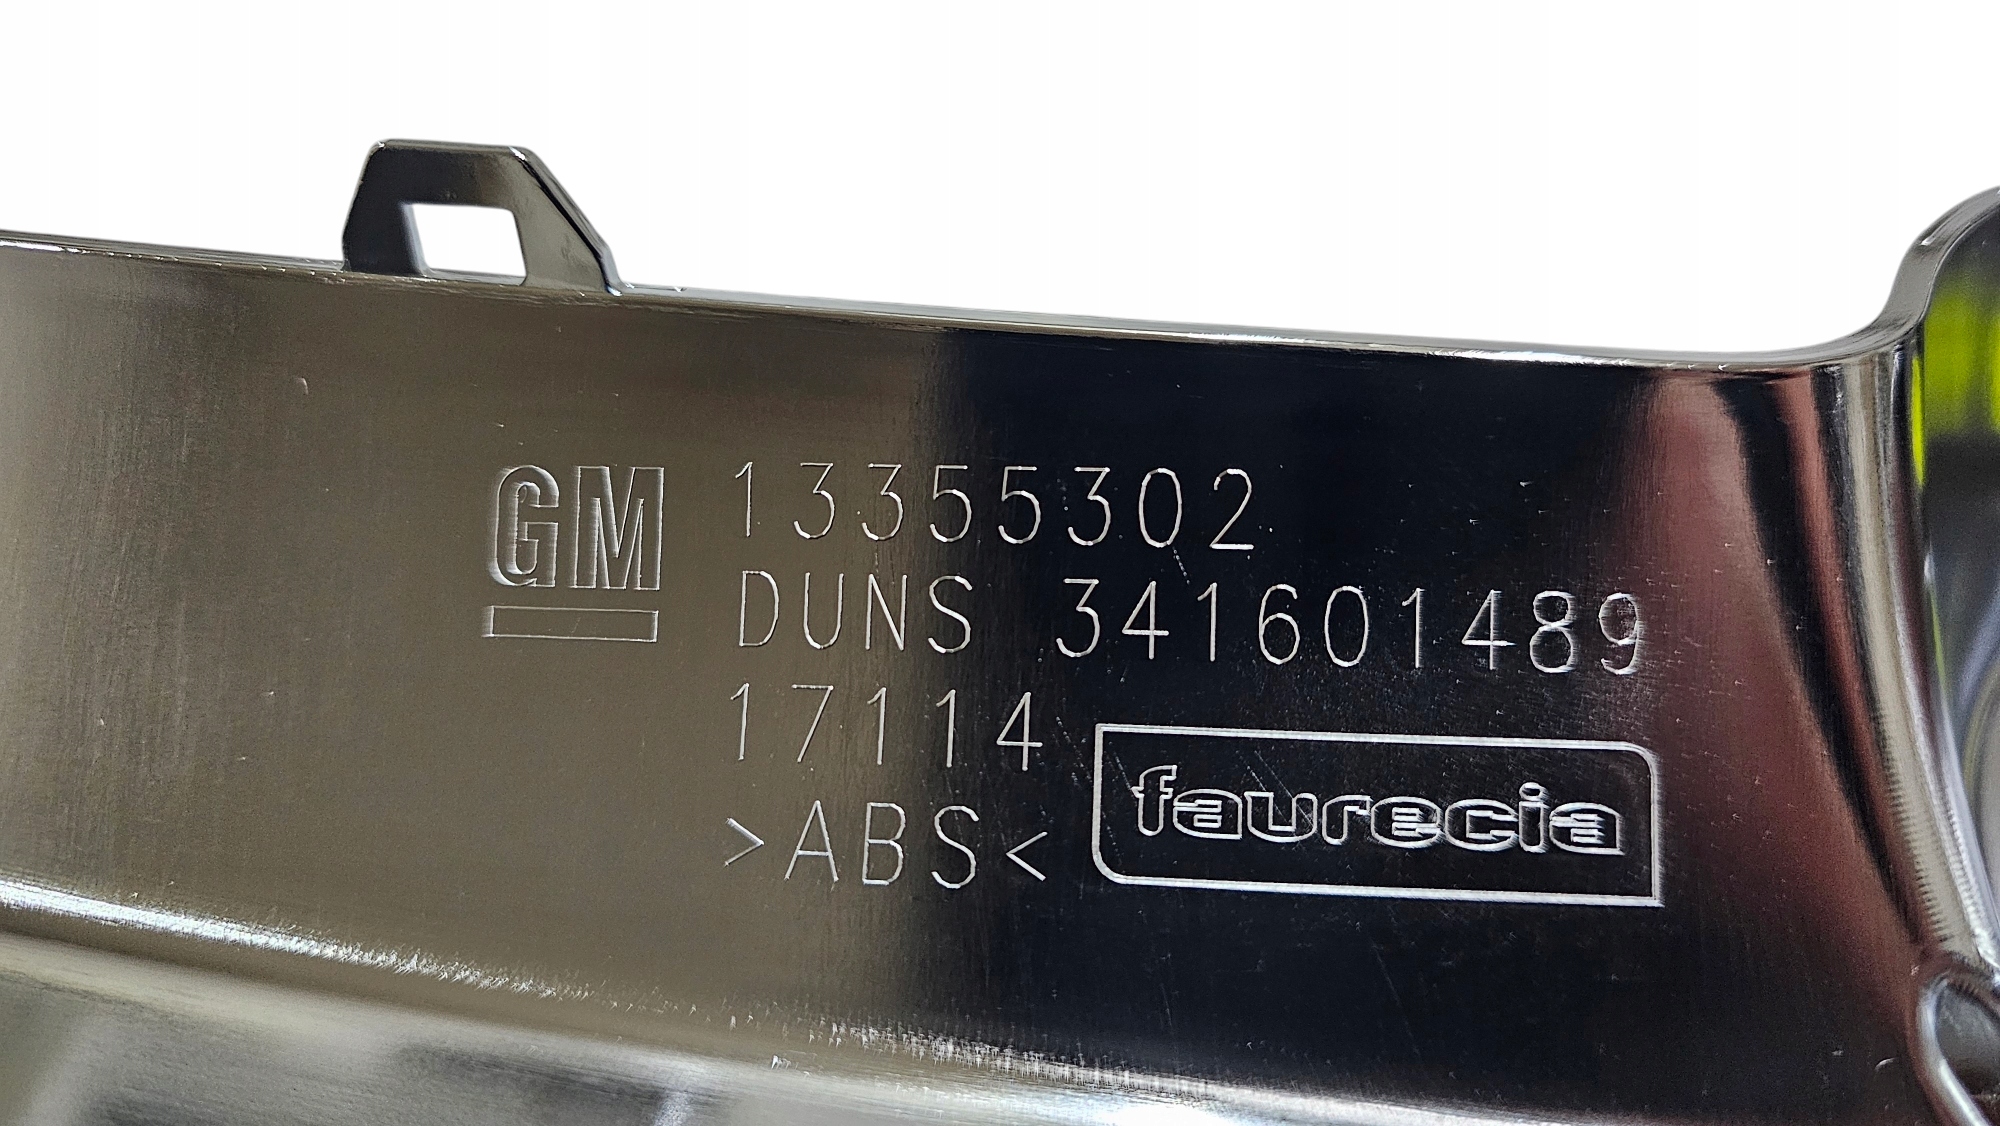 GM 13355302
DUNS 341601489
17114
>ABS< faurecia